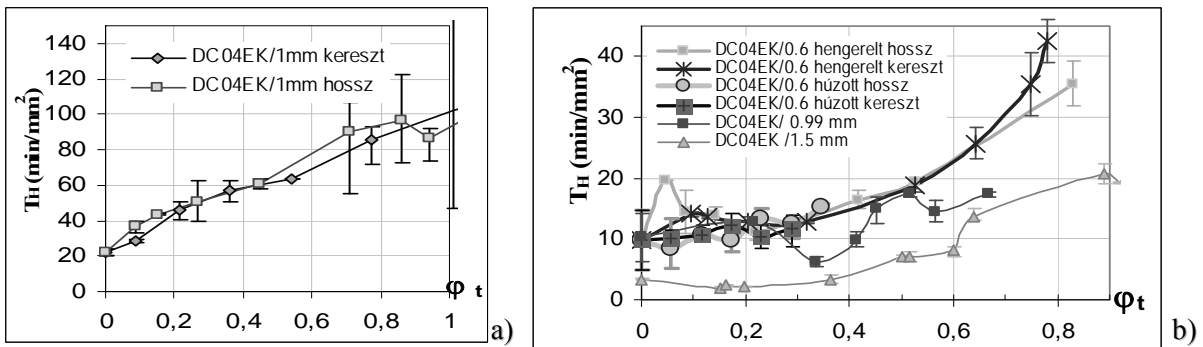 a)
T_H (min/mm²)
140
120
100
80
60
40
20
0
DC04EK/1mm kereszt
DC04EK/1mm hossz
0
0,2
0,4
0,6
0,8
1
φ t
b)
T_H (min/mm²)
40
30
20
10
0
DC04EK/0.6 hengerelt hossz
DC04EK/0.6 hengerelt kereszt
DC04EK/0.6 húzott hossz
DC04EK/0.6 húzott kereszt
DC04EK/ 0.99 mm
DC04EK /1.5 mm
0
0,2
0,4
0,6
0,8
φt